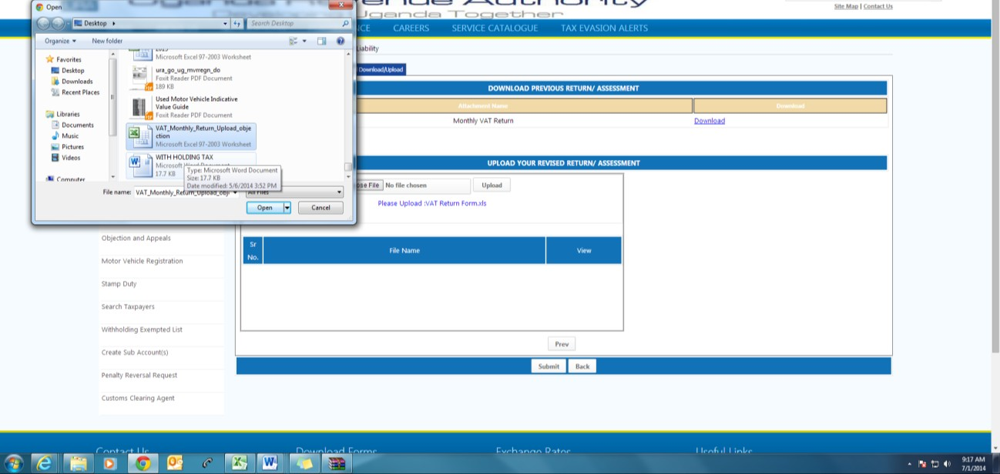 Open
Authority
Uganda Together
Site Map | Contact Us
Desktop
Search Desktop
CAREERS SERVICE CATALOGUE TAX EVASION ALERTS
Organize New folder
Liability
Favorites
Desktop
Downloads
Recent Places
Libraries
Documents
Music
Pictures
Videos
Computer
Microsoft Excel 97-2003 Worksheet
ura_go_ug_mvrregn_do
Foxit Reader PDF Document
189 KB
Used Motor Vehicle Indicative
Value Guide
Foxit Reader PDF Document
VAT_Monthly_Return_Upload_obje
ction
Microsoft Excel 97-2003 Worksheet
WITH HOLDING TAX
Microsoft Word Document
17.7 KB
Type: Microsoft Word Document
Size: 17.7 KB
Date modified: 5/6/2014 3:52 PM
File name: VAT_Monthly_Return_Upload_obj
All Files
Open Cancel
Download/Upload
DOWNLOAD PREVIOUS RETURN/ ASSESSMENT
Attachment Name Download
Monthly VAT Return Download
UPLOAD YOUR REVISED RETURN/ ASSESSMENT
File No file chosen Upload
Please Upload :VAT Return Form.xls
Sr
No.
File Name View
Objection and Appeals
Motor Vehicle Registration
Stamp Duty
Search Taxpayers
Withholding Exempted List
Create Sub Account(s)
Penalty Reversal Request
Customs Clearing Agent
Prev
Submit Back
Contact Us Download Forms Exchange Rates Useful Links
9:17 AM
7/1/2014